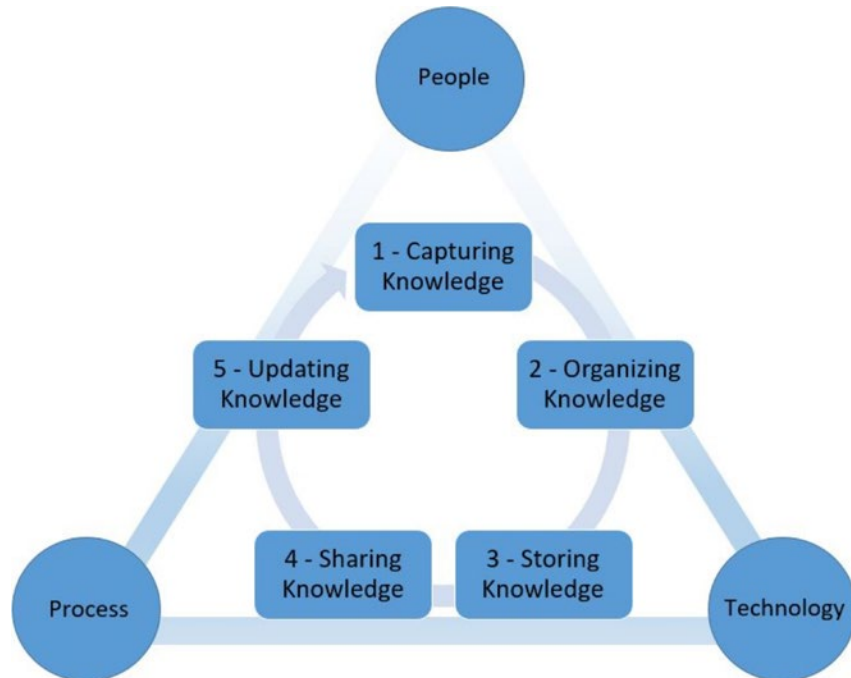 People
1 - Capturing
Knowledge
5 - Updating
Knowledge
2 - Organizing
Knowledge
4 - Sharing
Knowledge
3 - Storing
Knowledge
Process
Technology